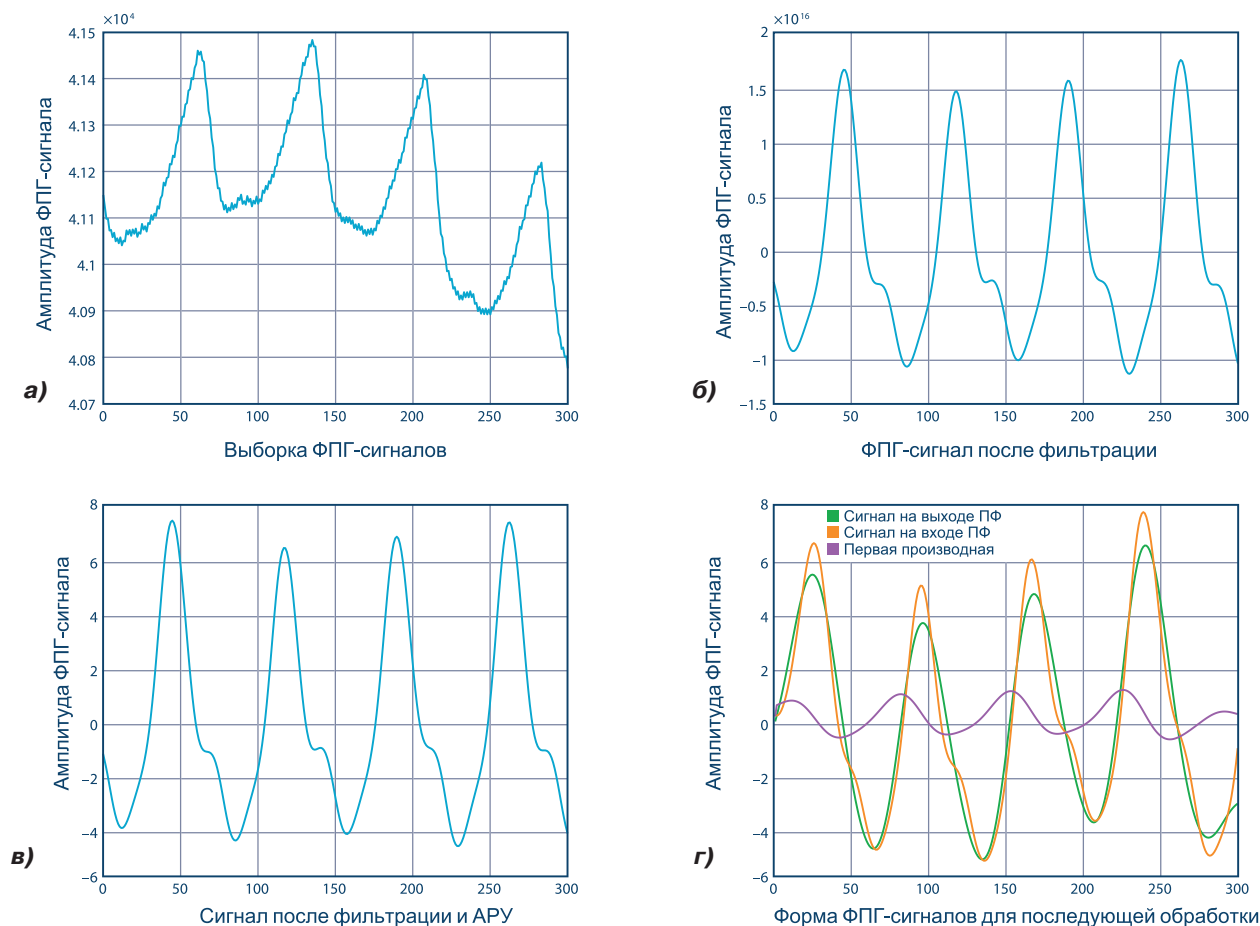 ×10⁴
4.15
4.14
4.13
4.12
4.11
4.1
4.09
4.08
4.07
0 50 100 150 200 250 300
Амплитуда ФПГ-сигнала
Выборка ФПГ-сигналов
а)
×10¹⁶
2
1.5
1
0.5
0
−0.5
−1
−1.5
0 50 100 150 200 250 300
Амплитуда ФПГ-сигнала
ФПГ-сигнал после фильтрации
б)
8
6
4
2
0
−2
−4
−6
0 50 100 150 200 250 300
Амплитуда ФПГ-сигнала
Сигнал после фильтрации и АРУ
в)
8
6
4
2
0
−2
−4
−6
0 50 100 150 200 250 300
Сигнал на выходе ПФ
Сигнал на входе ПФ
Первая производная
Амплитуда ФПГ-сигнала
Форма ФПГ-сигналов для последующей обработки
г)